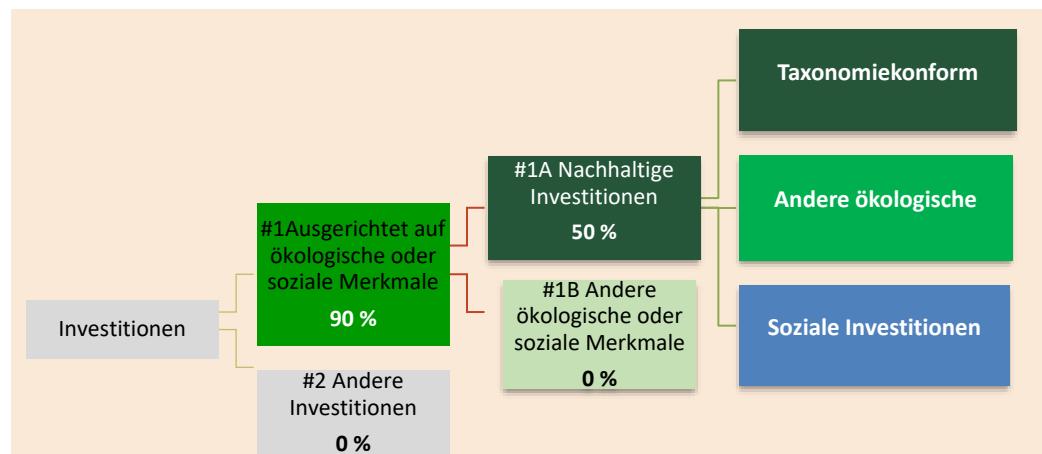 Investitionen
#1Ausgerichtet auf
ökologische oder
soziale Merkmale
90 %
#2 Andere
Investitionen
0 %
#1A Nachhaltige
Investitionen
50 %
#1B Andere
ökologische oder
soziale Merkmale
0 %
Taxonomiekonform
Andere ökologische
Soziale Investitionen